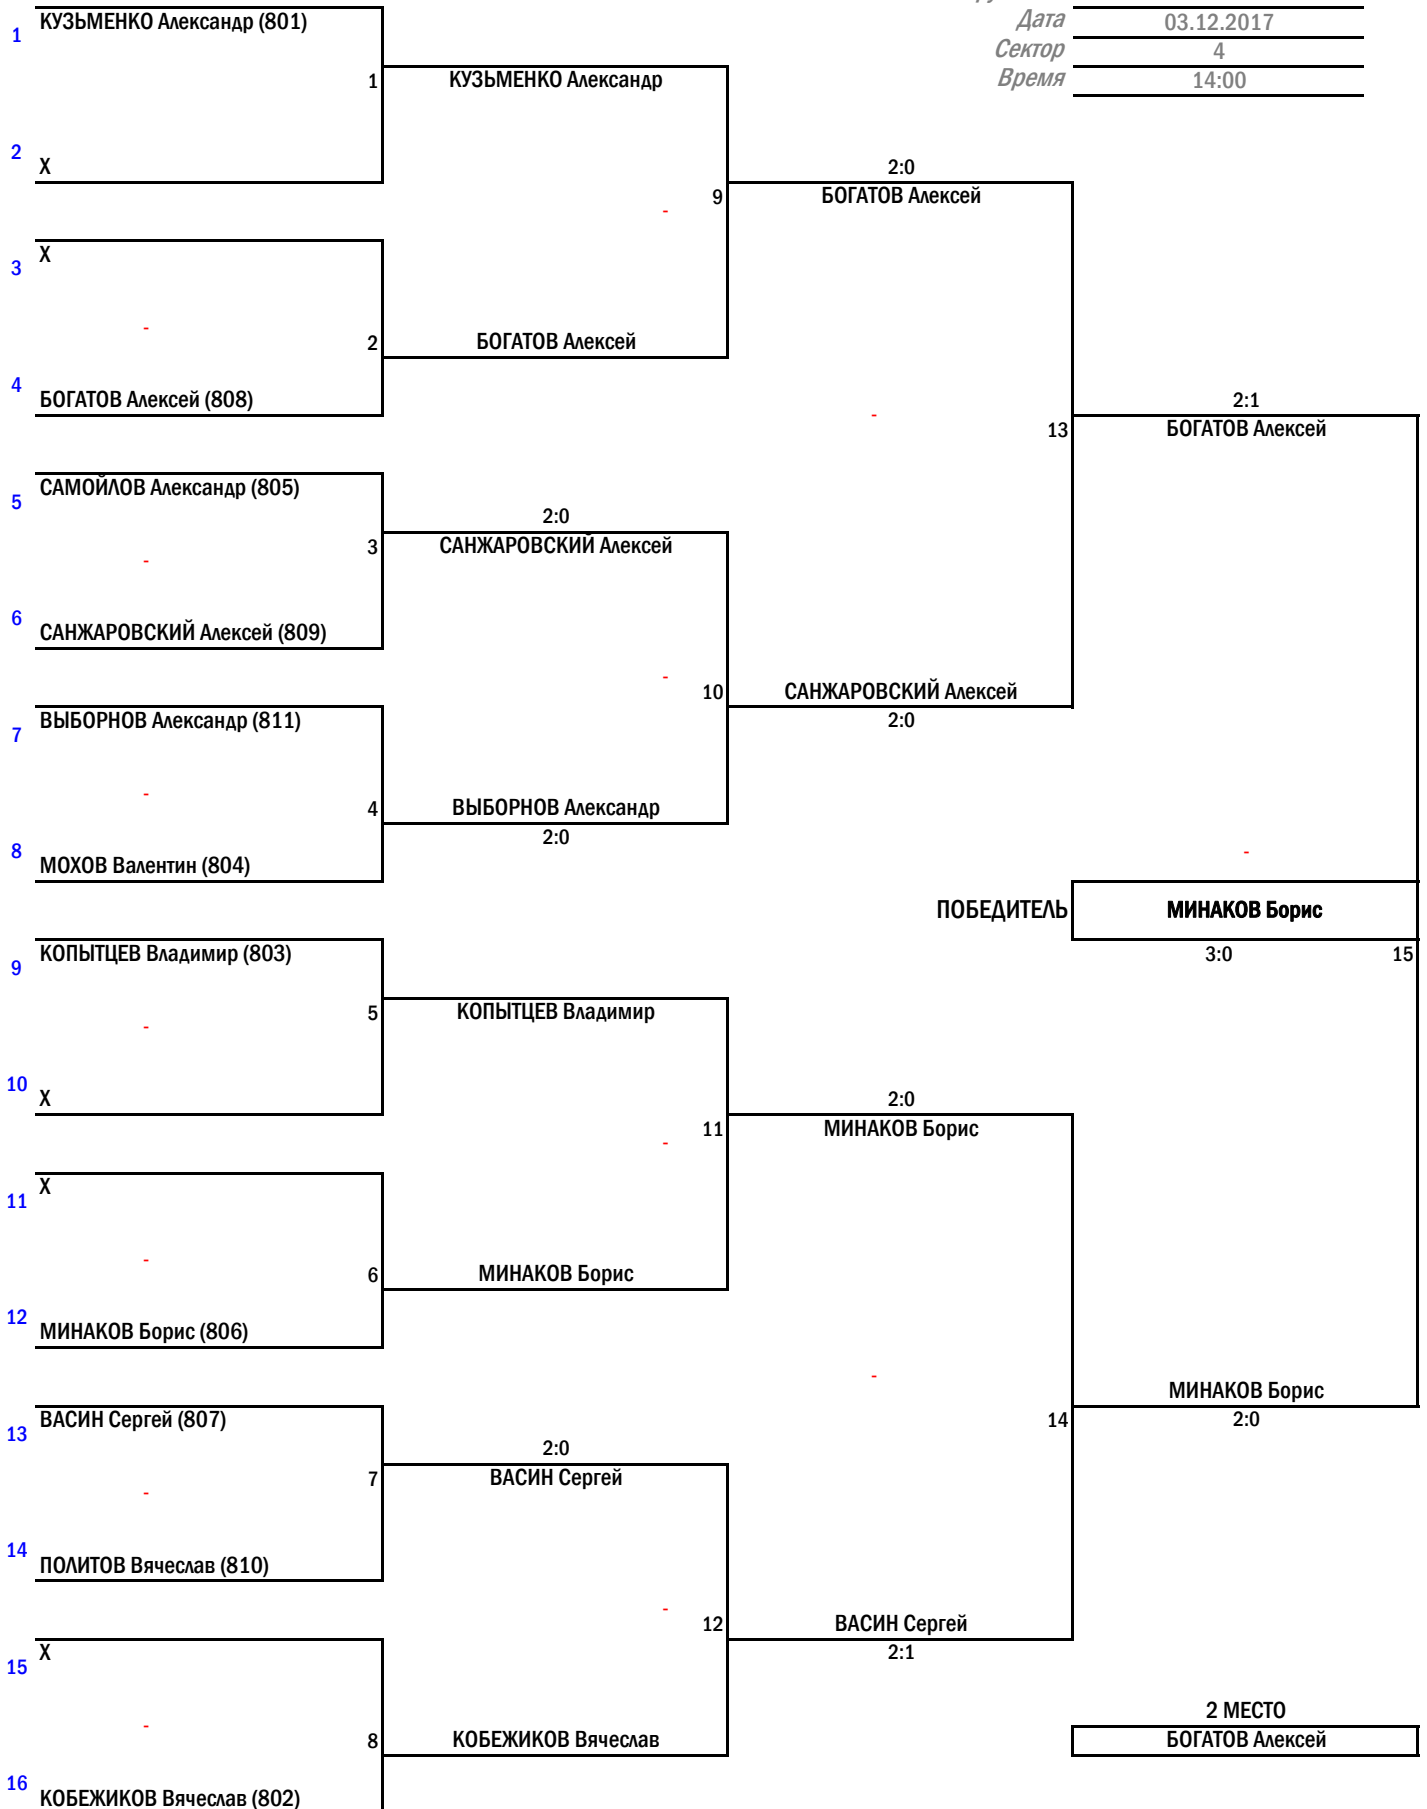 КУЗЬМЕНКО Александр (801)
Дата 03.12.2017
1
Сектор 4
1 КУЗЬМЕНКО Александр
Время 14:00
2
X
2:0
9 БОГАТОВ Алексей
-
X
3
-
2 БОГАТОВ Алексей
4
БОГАТОВ Алексей (808)
2:1
-
13 БОГАТОВ Алексей
САМОЙЛОВ Александр (805)
5
2:0
3 САНЖАРОВСКИЙ Алексей
-
6
САНЖАРОВСКИЙ Алексей (809)
-
10 САНЖАРОВСКИЙ Алексей
ВЫБОРНОВ Александр (811)
2:0
7
-
4 ВЫБОРНОВ Александр
2:0
8
-
МОХОВ Валентин (804)
ПОБЕДИТЕЛЬ МИНАКОВ Борис
КОПЫТЦЕВ Владимир (803)
3:0 15
9
5 КОПЫТЦЕВ Владимир
-
10
X
2:0
11 МИНАКОВ Борис
-
X
11
-
6 МИНАКОВ Борис
12
МИНАКОВ Борис (806)
-
МИНАКОВ Борис
ВАСИН Сергей (807)
14 2:0
13
2:0
7 ВАСИН Сергей
-
14
ПОЛИТОВ Вячеслав (810)
-
12 ВАСИН Сергей
X
2:1
15
2 МЕСТО
-
8 КОБЕЖИКОВ Вячеслав
БОГАТОВ Алексей
16
КОБЕЖИКОВ Вячеслав (802)